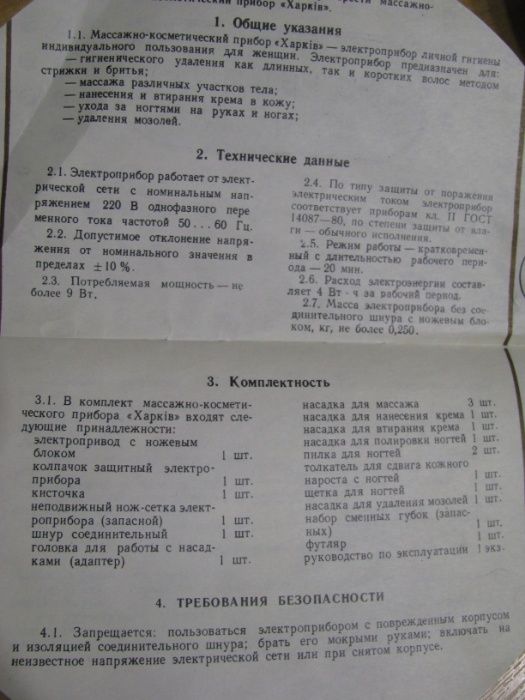 массажно-
прибор «Харків».
1. Общие указания
1.1. Массажно-косметический прибор «Харків» — электроприбор личной гигиены
индивидуального пользования для женщин. Электроприбор предназначен для:
— гигиенического удаления как длинных, так и коротких волос методом
стрижки и бритья;
— массажа различных участков тела;
— нанесения и втирания крема в кожу;
— ухода за ногтями на руках и ногах;
— удаления мозолей.
2. Технические данные
2.1. Электроприбор работает от элект-
рической сети с номинальным нап-
ряжением 220 В однофазного пере
менного тока частотой 50 . . . 60 Гц.
2.2. Допустимое отклонение напря-
жения от номинального значения в
пределах ±10 %.
2.3. Потребляемая мощность — не
более 9 Вт.
2.4. По типу защиты от поражения
электрическим током электроприбор
соответствует приборам кл. II ГОСТ
14087—80, по степени защиты от вла-
ги — обычного исполнения.
2.5. Режим работы — кратковремен-
ный с длительностью рабочего пери-
ода — 20 мин.
2.6. Расход электроэнергии состав-
ляет 4 Вт · ч за рабочий период.
2.7. Масса электроприбора без сое-
динительного шнура с ножевым бло-
ком, кг, не более 0,250.
3. Комплектность
3.1. В комплект массажно-космети-
ческого прибора «Харків» входят сле-
дующие принадлежности:
электропривод с ножевым
блоком 1 шт.
колпачок защитный электро-
прибора 1 шт.
кисточка 1 шт.
неподвижный нож-сетка элект-
роприбора (запасной) 1 шт.
шнур соединительный 1 шт.
головка для работы с насад-
ками (адаптер) 1 шт.
насадка для массажа 3 шт.
насадка для нанесения крема 1 шт.
насадка для втирания крема 1 шт.
насадка для полировки ногтей 1 шт.
пилка для ногтей 2 шт.
толкатель для сдвига кожного
нароста с ногтей 1 шт.
щетка для ногтей 1 шт.
насадка для удаления мозолей 1 шт.
набор сменных губок (запас-
ных) 1 шт.
футляр 1 шт.
руководство по эксплуатации 1 экз.
4. ТРЕБОВАНИЯ БЕЗОПАСНОСТИ
4.1. Запрещается: пользоваться электроприбором с поврежденным корпусом
и изоляцией соединительного шнура; брать его мокрыми руками; включать на
неизвестное напряжение электрической сети или при снятом корпусе.